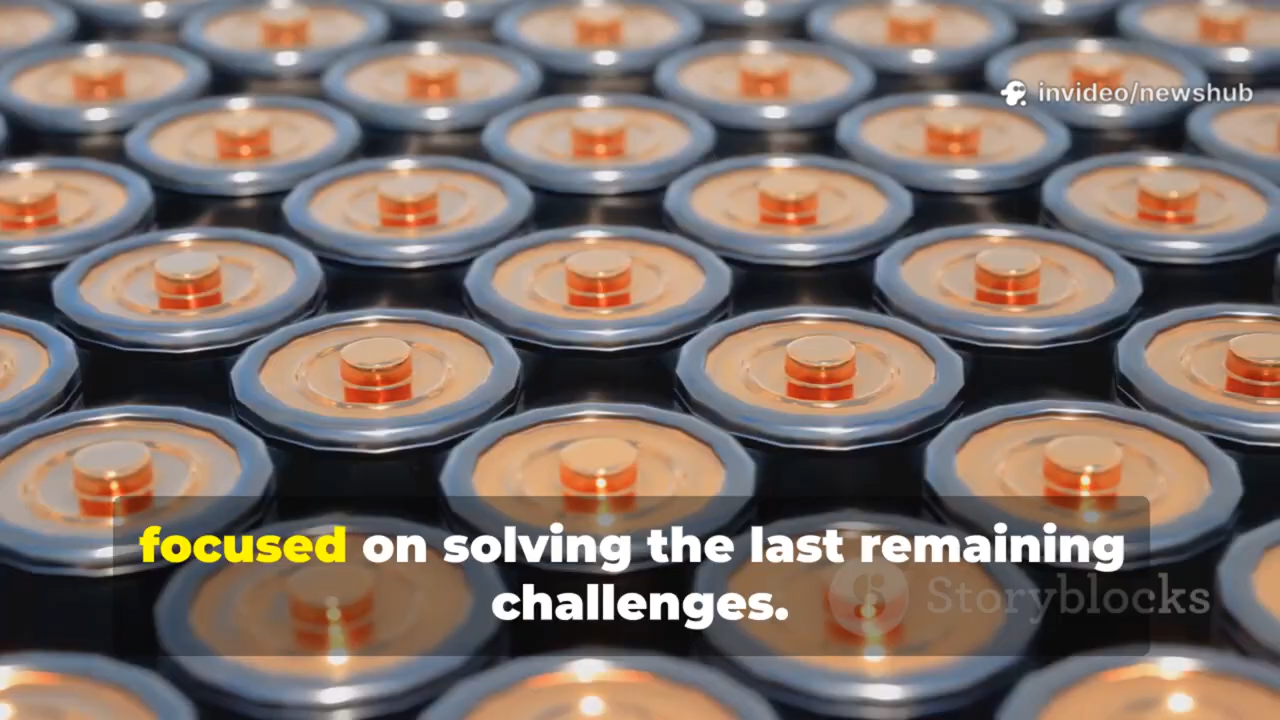 invideo/newshub
focused on solving the last remaining
challenges.
Storyblocks